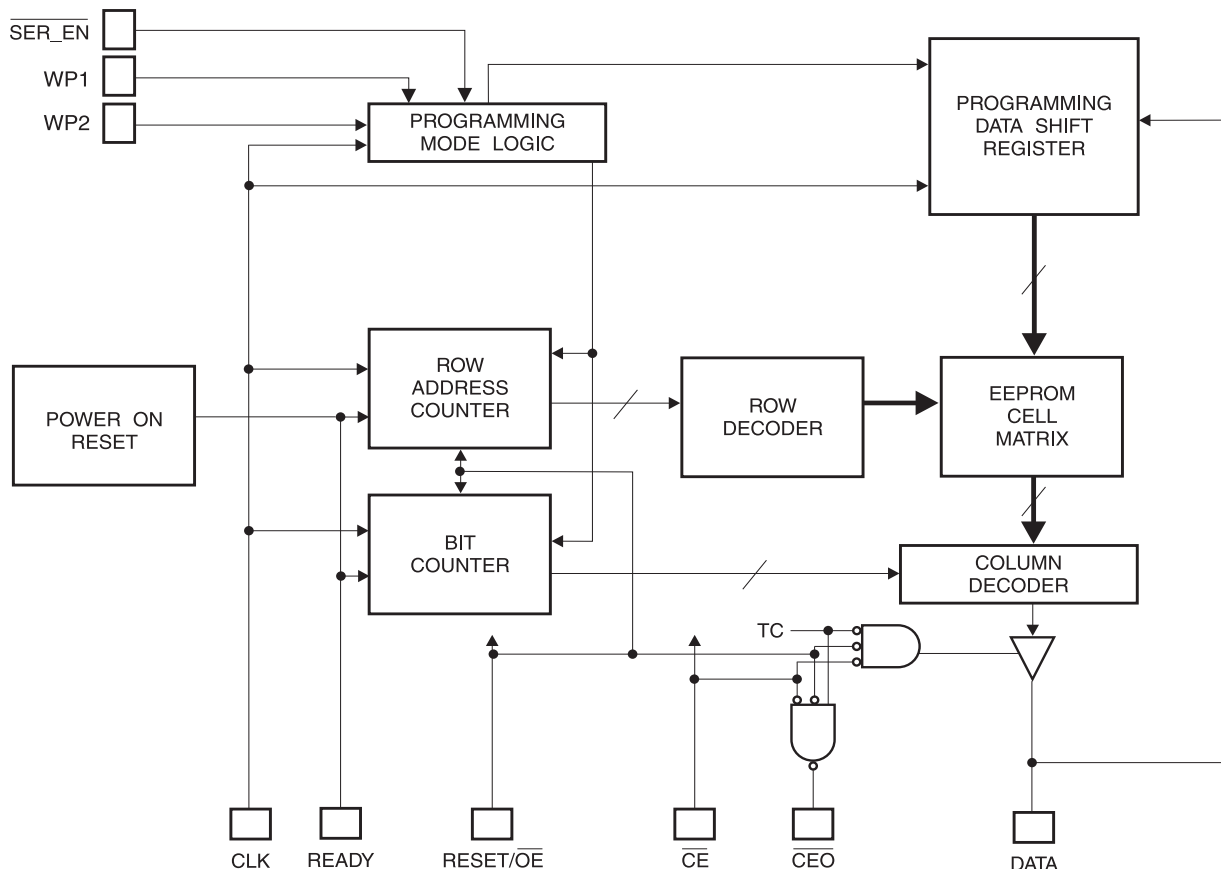 SER_EN
WP1
WP2
PROGRAMMING
MODE LOGIC
PROGRAMMING
DATA SHIFT
REGISTER
POWER ON
RESET
ROW
ADDRESS
COUNTER
ROW
DECODER
EEPROM
CELL
MATRIX
BIT
COUNTER
COLUMN
DECODER
TC
CLK
READY
RESET/OE
CE
CEO
DATA